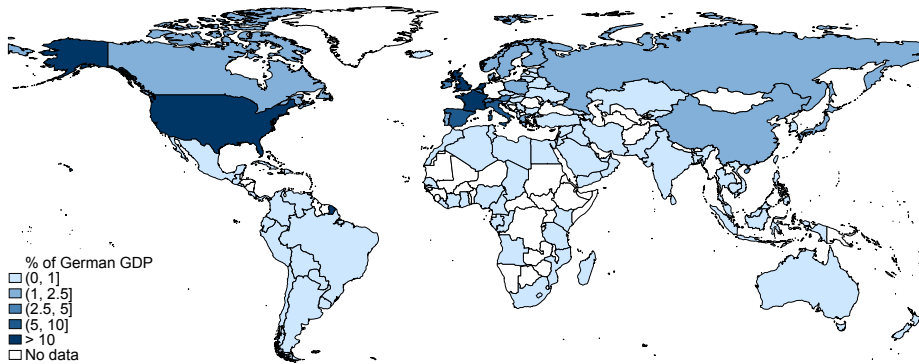 % of German GDP
(0, 1]
(1, 2.5]
(2.5, 5]
(5, 10]
> 10
No data